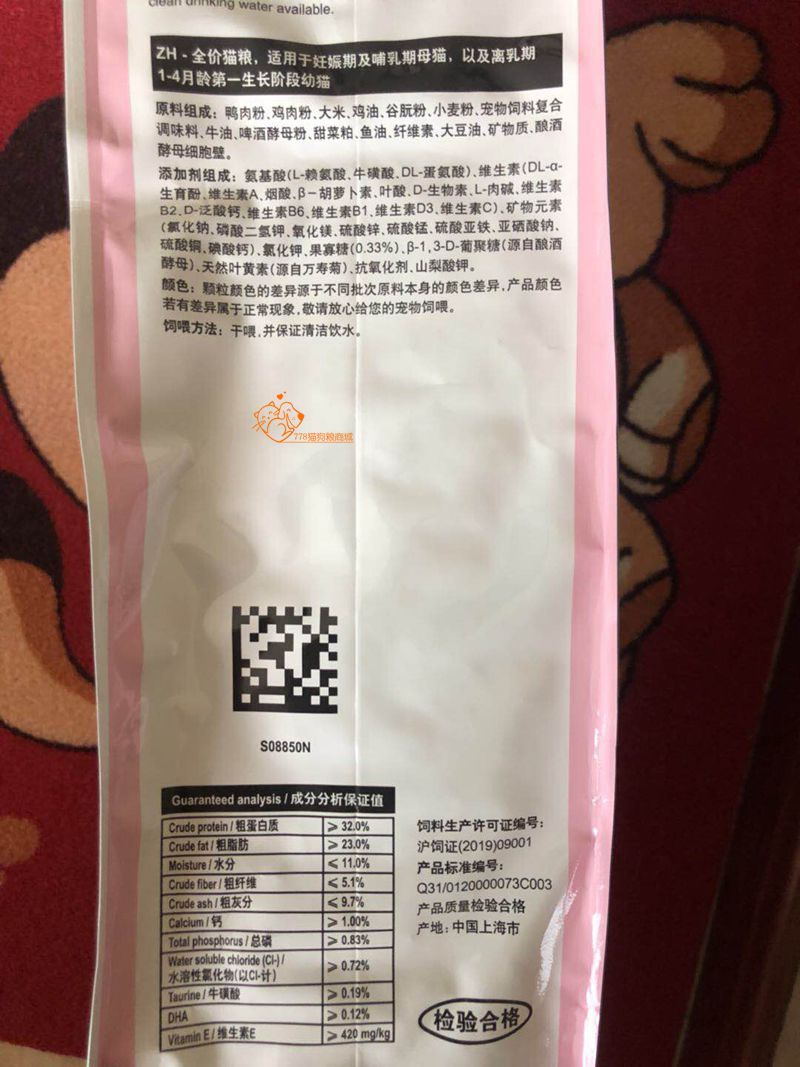 clean drinking water available.
ZH - 全价猫粮，适用于妊娠期及哺乳期母猫，以及离乳期
1-4月龄第一生长阶段幼猫
原料组成：鸭肉粉、鸡肉粉、大米、鸡油、谷朊粉、小麦粉、宠物饲料复合
调味料、牛油、啤酒酵母粉、甜菜粕、鱼油、纤维素、大豆油、矿物质、酿酒
酵母细胞壁。
添加剂组成：氨基酸(L-赖氨酸、牛磺酸、DL-蛋氨酸)、维生素(DL-α-
生育酚、维生素A、烟酸、β-胡萝卜素、叶酸、D-生物素、L-肉碱、维生素
B2、D-泛酸钙、维生素B6、维生素B1、维生素D3、维生素C)、矿物元素
(氯化钠、磷酸二氢钾、氧化镁、硫酸锌、硫酸锰、硫酸亚铁、亚硒酸钠、
硫酸铜、碘酸钙)、氯化钾、果寡糖(0.33%)、β-1,3-D-葡聚糖(源自酿酒
酵母)、天然叶黄素(源自万寿菊)、抗氧化剂、山梨酸钾。
颜色：颗粒颜色的差异源于不同批次原料本身的颜色差异，产品颜色
若有差异属于正常现象，敬请放心给您的宠物饲喂。
饲喂方法：干喂，并保证清洁饮水。
778猫狗粮商城
S08850N
Guaranteed analysis / 成分分析保证值
Crude protein / 粗蛋白质 ⩾ 32.0%
Crude fat / 粗脂肪 ⩾ 23.0%
Moisture / 水分 ⩽ 11.0%
Crude fiber / 粗纤维 ⩽ 5.1%
Crude ash / 粗灰分 ⩽ 9.7%
Calcium / 钙 ⩾ 1.00%
Total phosphorus / 总磷 ⩾ 0.83%
Water soluble chloride (Cl-) /
水溶性氯化物(以Cl-计) ⩾ 0.72%
Taurine / 牛磺酸 ⩾ 0.19%
DHA ⩾ 0.12%
Vitamin E / 维生素E ⩾ 420 mg/kg
饲料生产许可证编号：
沪饲证(2019)09001
产品标准编号：
Q31/0120000073C003
产品质量检验合格
产地：中国上海市
检验合格